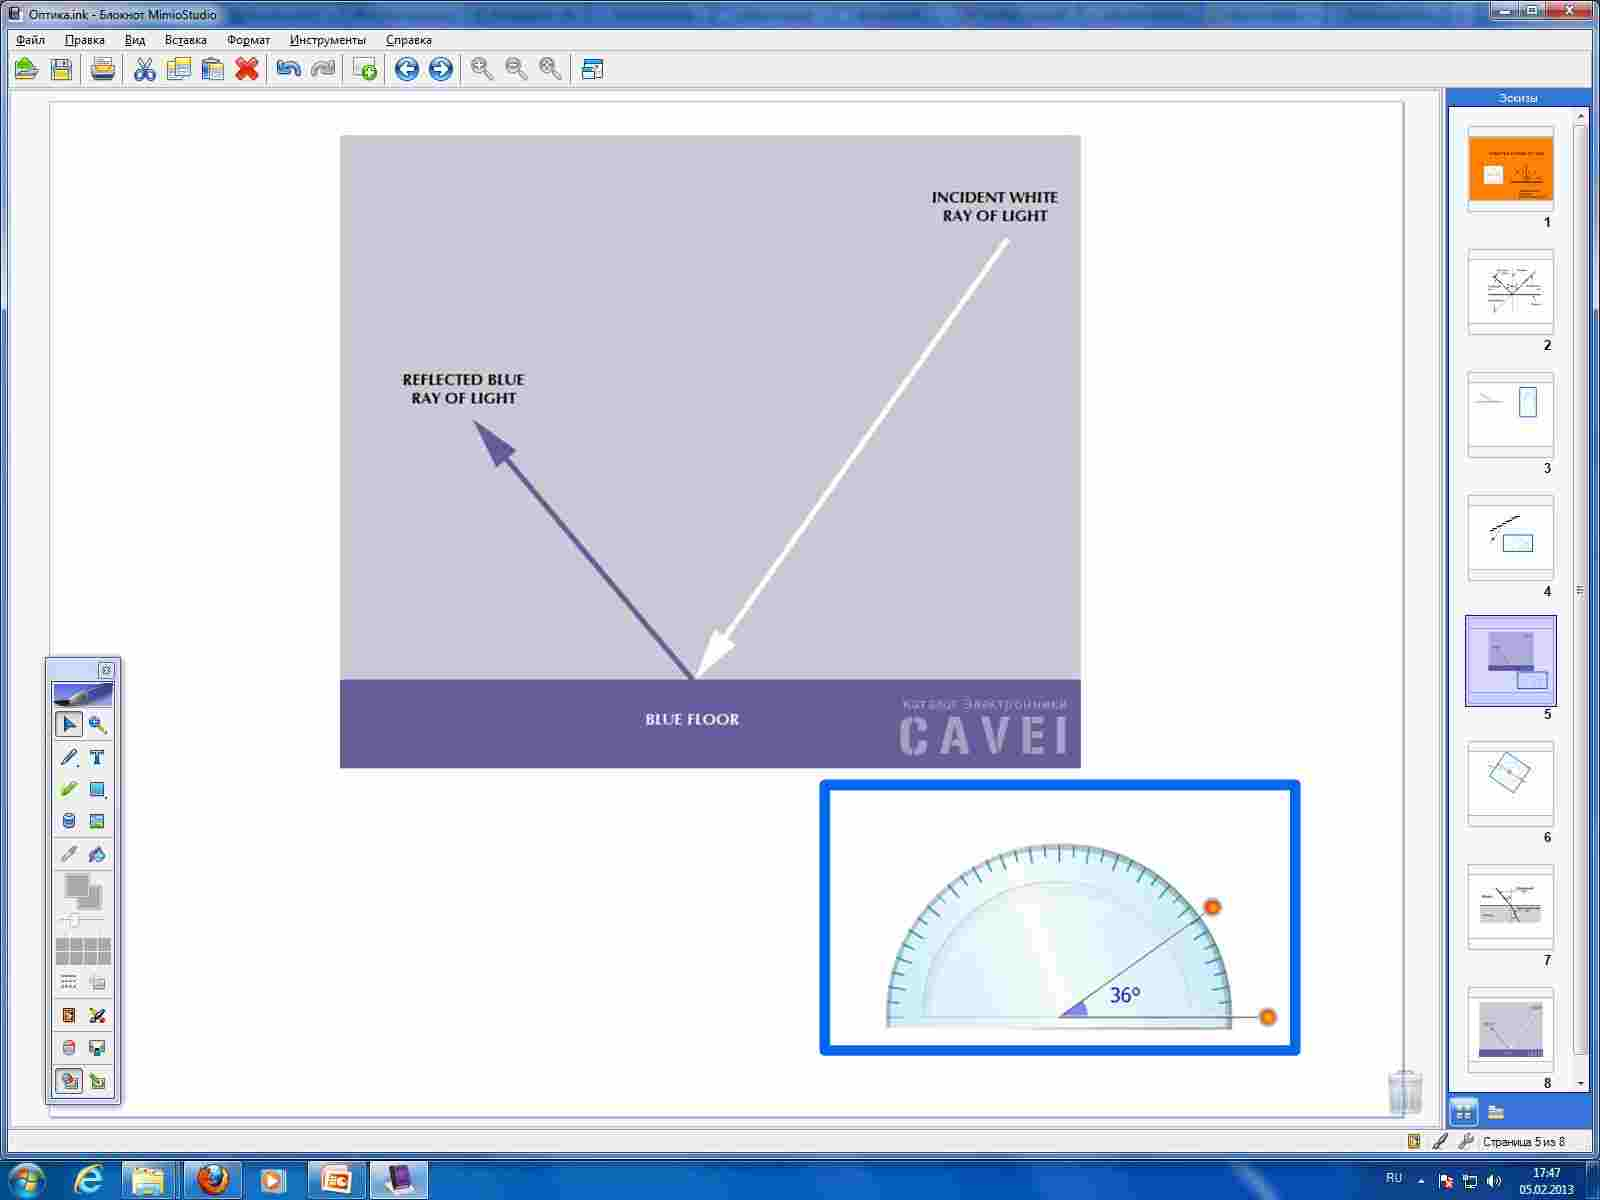 Оптика.ink - Блокнот MimioStudio
Файл Правка Вид Вставка Формат Инструменты Справка
Эскизы
INCIDENT WHITE
RAY OF LIGHT
REFLECTED BLUE
RAY OF LIGHT
BLUE FLOOR
Каталог Электроники
CAVEI
36°
1
2
3
4
5
6
7
8
T
Страница 5 из 8
RU
17:47
05.02.2013